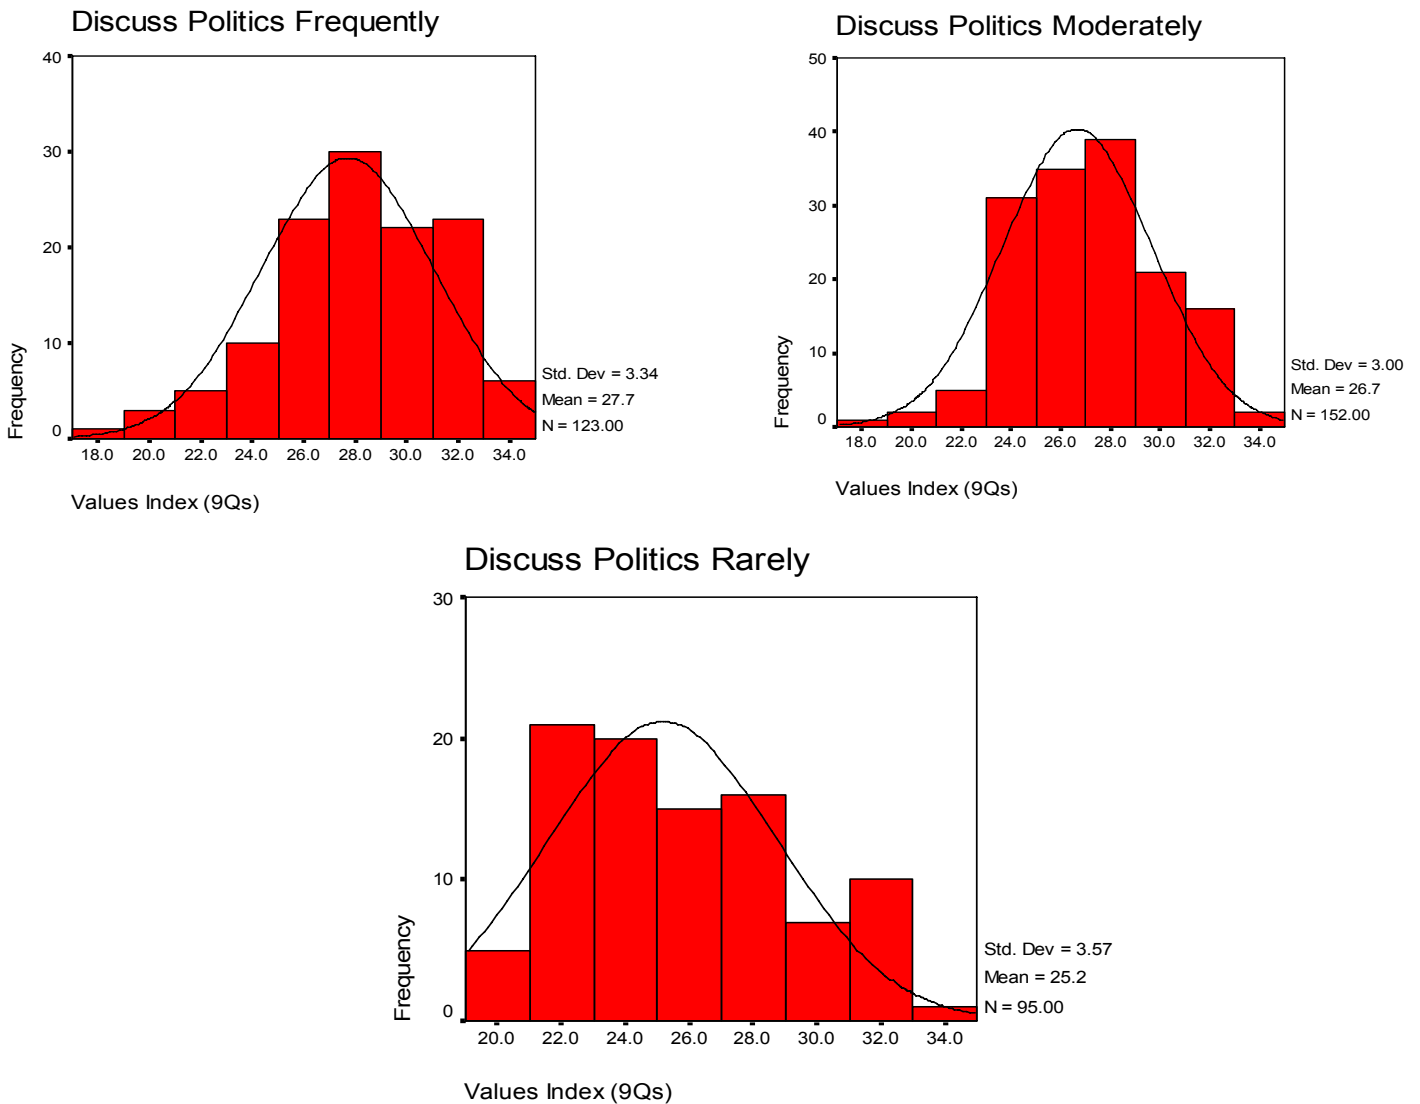 Discuss Politics Frequently
40
30
20
10
0
Frequency
18.0 20.0 22.0 24.0 26.0 28.0 30.0 32.0 34.0
Values Index (9Qs)
Std. Dev = 3.34
Mean = 27.7
N = 123.00
Discuss Politics Moderately
50
40
30
20
10
0
Frequency
18.0 20.0 22.0 24.0 26.0 28.0 30.0 32.0 34.0
Values Index (9Qs)
Std. Dev = 3.00
Mean = 26.7
N = 152.00
Discuss Politics Rarely
30
20
10
0
Frequency
20.0 22.0 24.0 26.0 28.0 30.0 32.0 34.0
Values Index (9Qs)
Std. Dev = 3.57
Mean = 25.2
N = 95.00